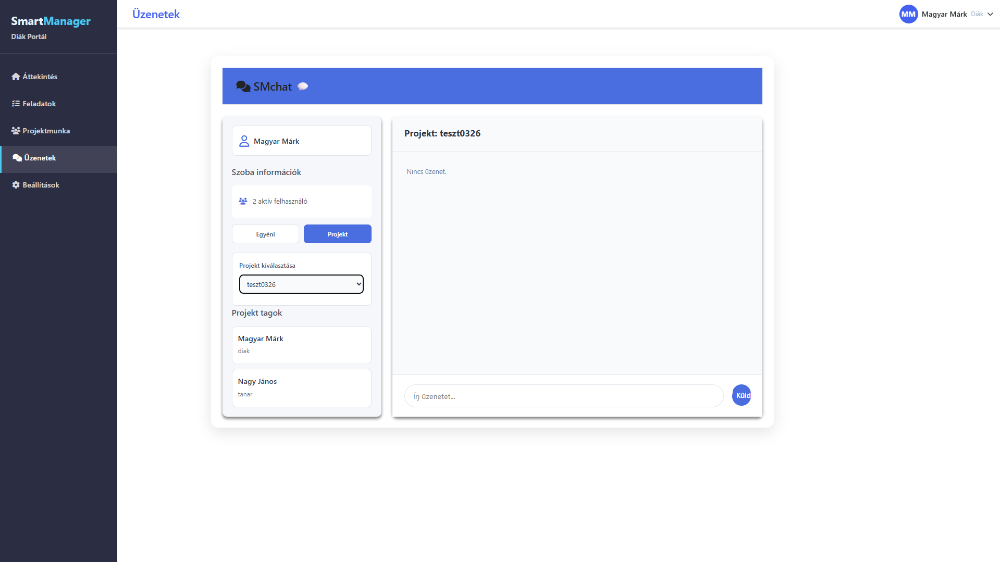 SmartManager
Diák Portál
Áttekintés
Feladatok
Projektmunka
Üzenetek
Beállítások
Üzenetek
MM Magyar Márk Diák
SMchat
Magyar Márk
Szoba információk
2 aktív felhasználó
Egyéni Projekt
Projekt kiválasztása
teszt0326
Projekt tagok
Magyar Márk
diak
Nagy János
tanar
Projekt: teszt0326
Nincs üzenet.
Írj üzenetet...
Küld